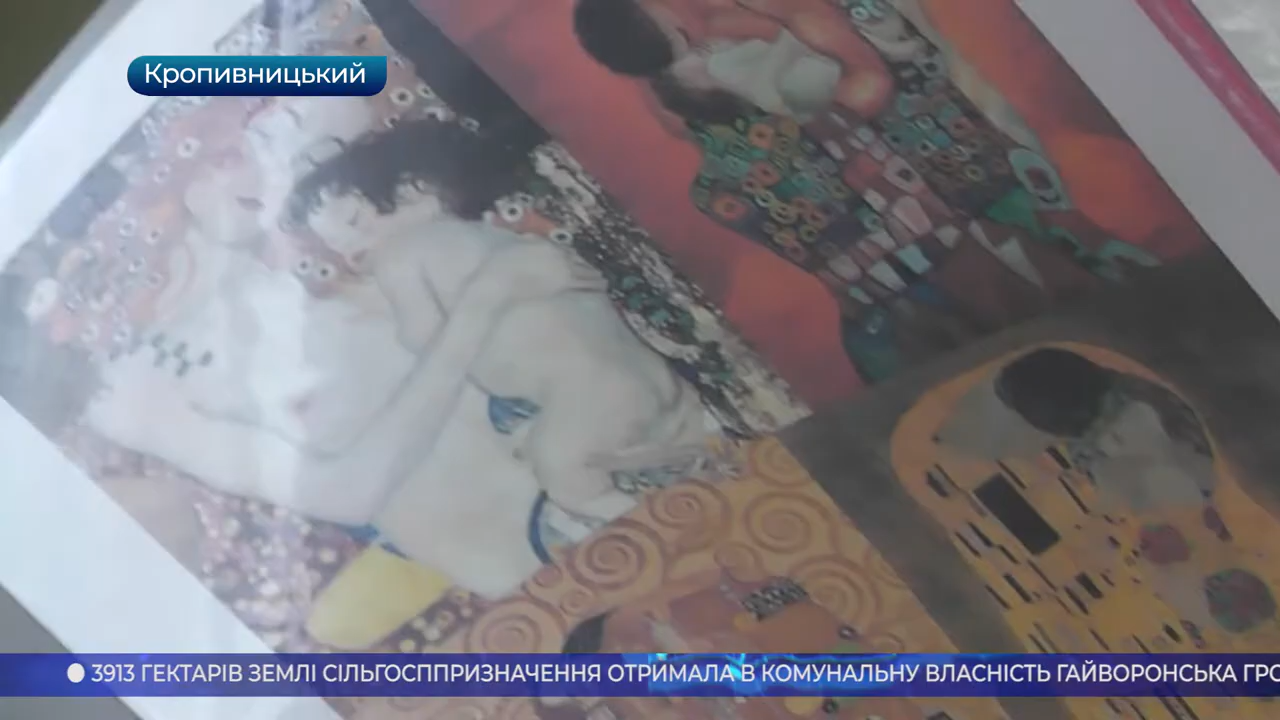 Кропивницький
3913 ГЕКТАРІВ ЗЕМЛІ СІЛЬГОСППРИЗНАЧЕННЯ ОТРИМАЛА В КОМУНАЛЬНУ ВЛАСНІСТЬ ГАЙВОРОНСЬКА